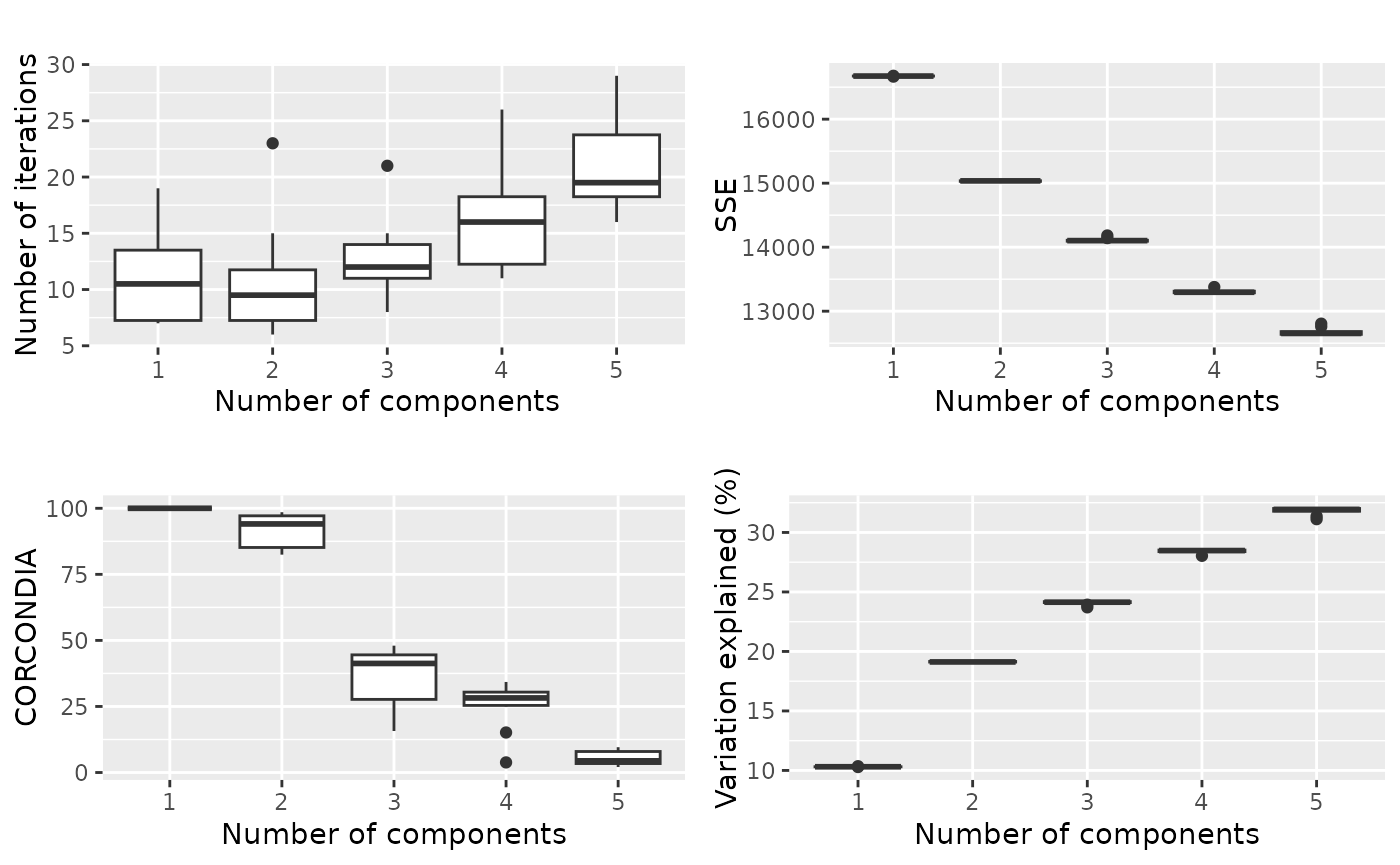 Number of iterations
30
25
20
15
10
5
1 2 3 4 5
Number of components
SSE
16000
15000
14000
13000
1 2 3 4 5
Number of components
CORCONDIA
100
75
50
25
0
1 2 3 4 5
Number of components
Variation explained (%)
30
25
20
15
10
1 2 3 4 5
Number of components